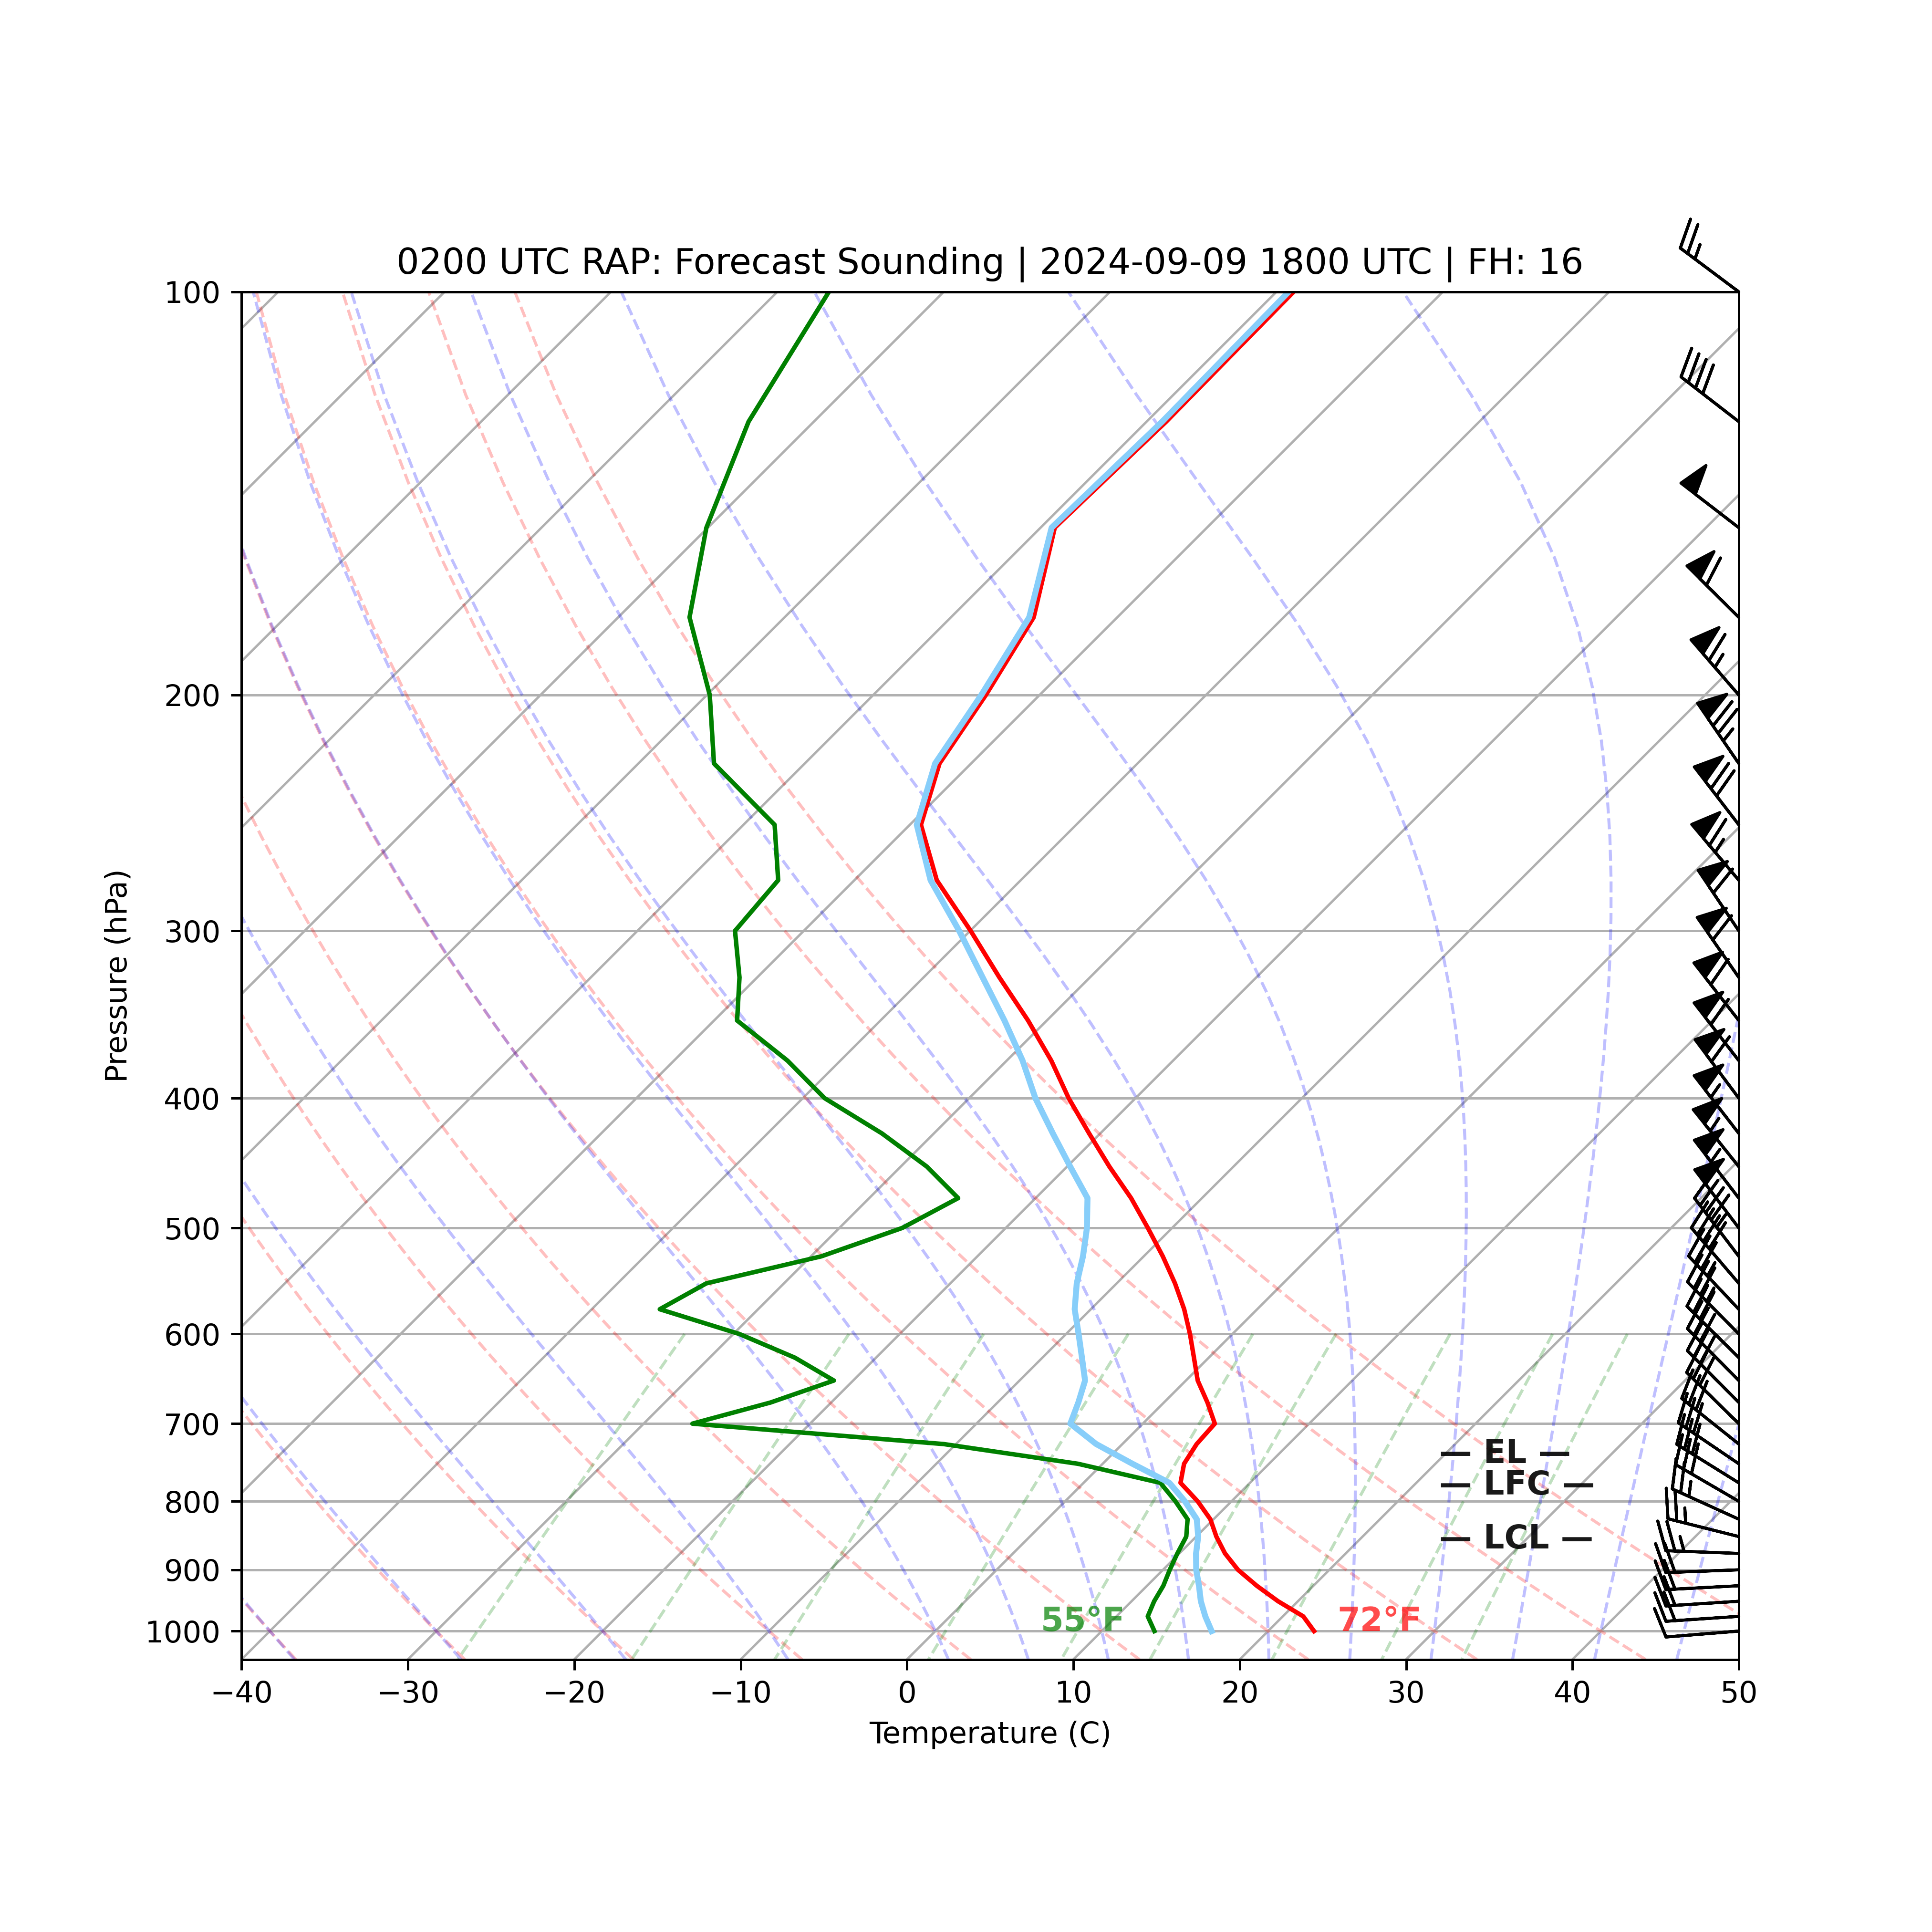 0200 UTC RAP: Forecast Sounding | 2024-09-09 1800 UTC | FH: 16
100
200
300
400
500
600
700
800
900
1000
Pressure (hPa)
— EL —
— LFC —
— LCL —
55°F
72°F
−40 −30 −20 −10 0 10 20 30 40 50
Temperature (C)